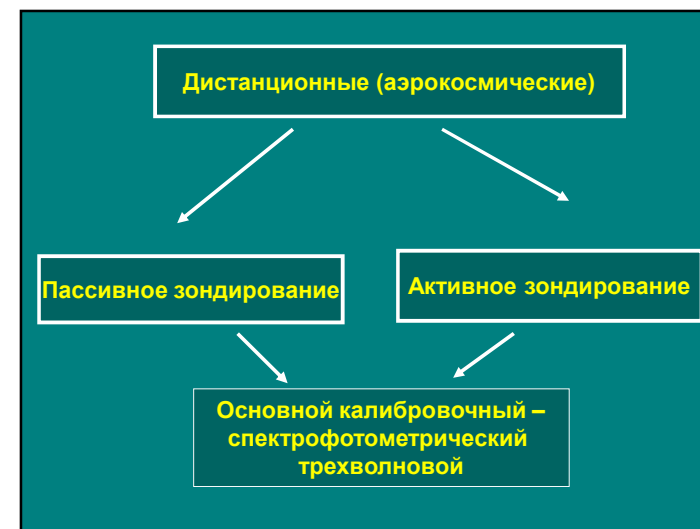 Дистанционные (аэрокосмические)
Пассивное зондирование
Активное зондирование
Основной калибровочный –
спектрофотометрический
трехволновой